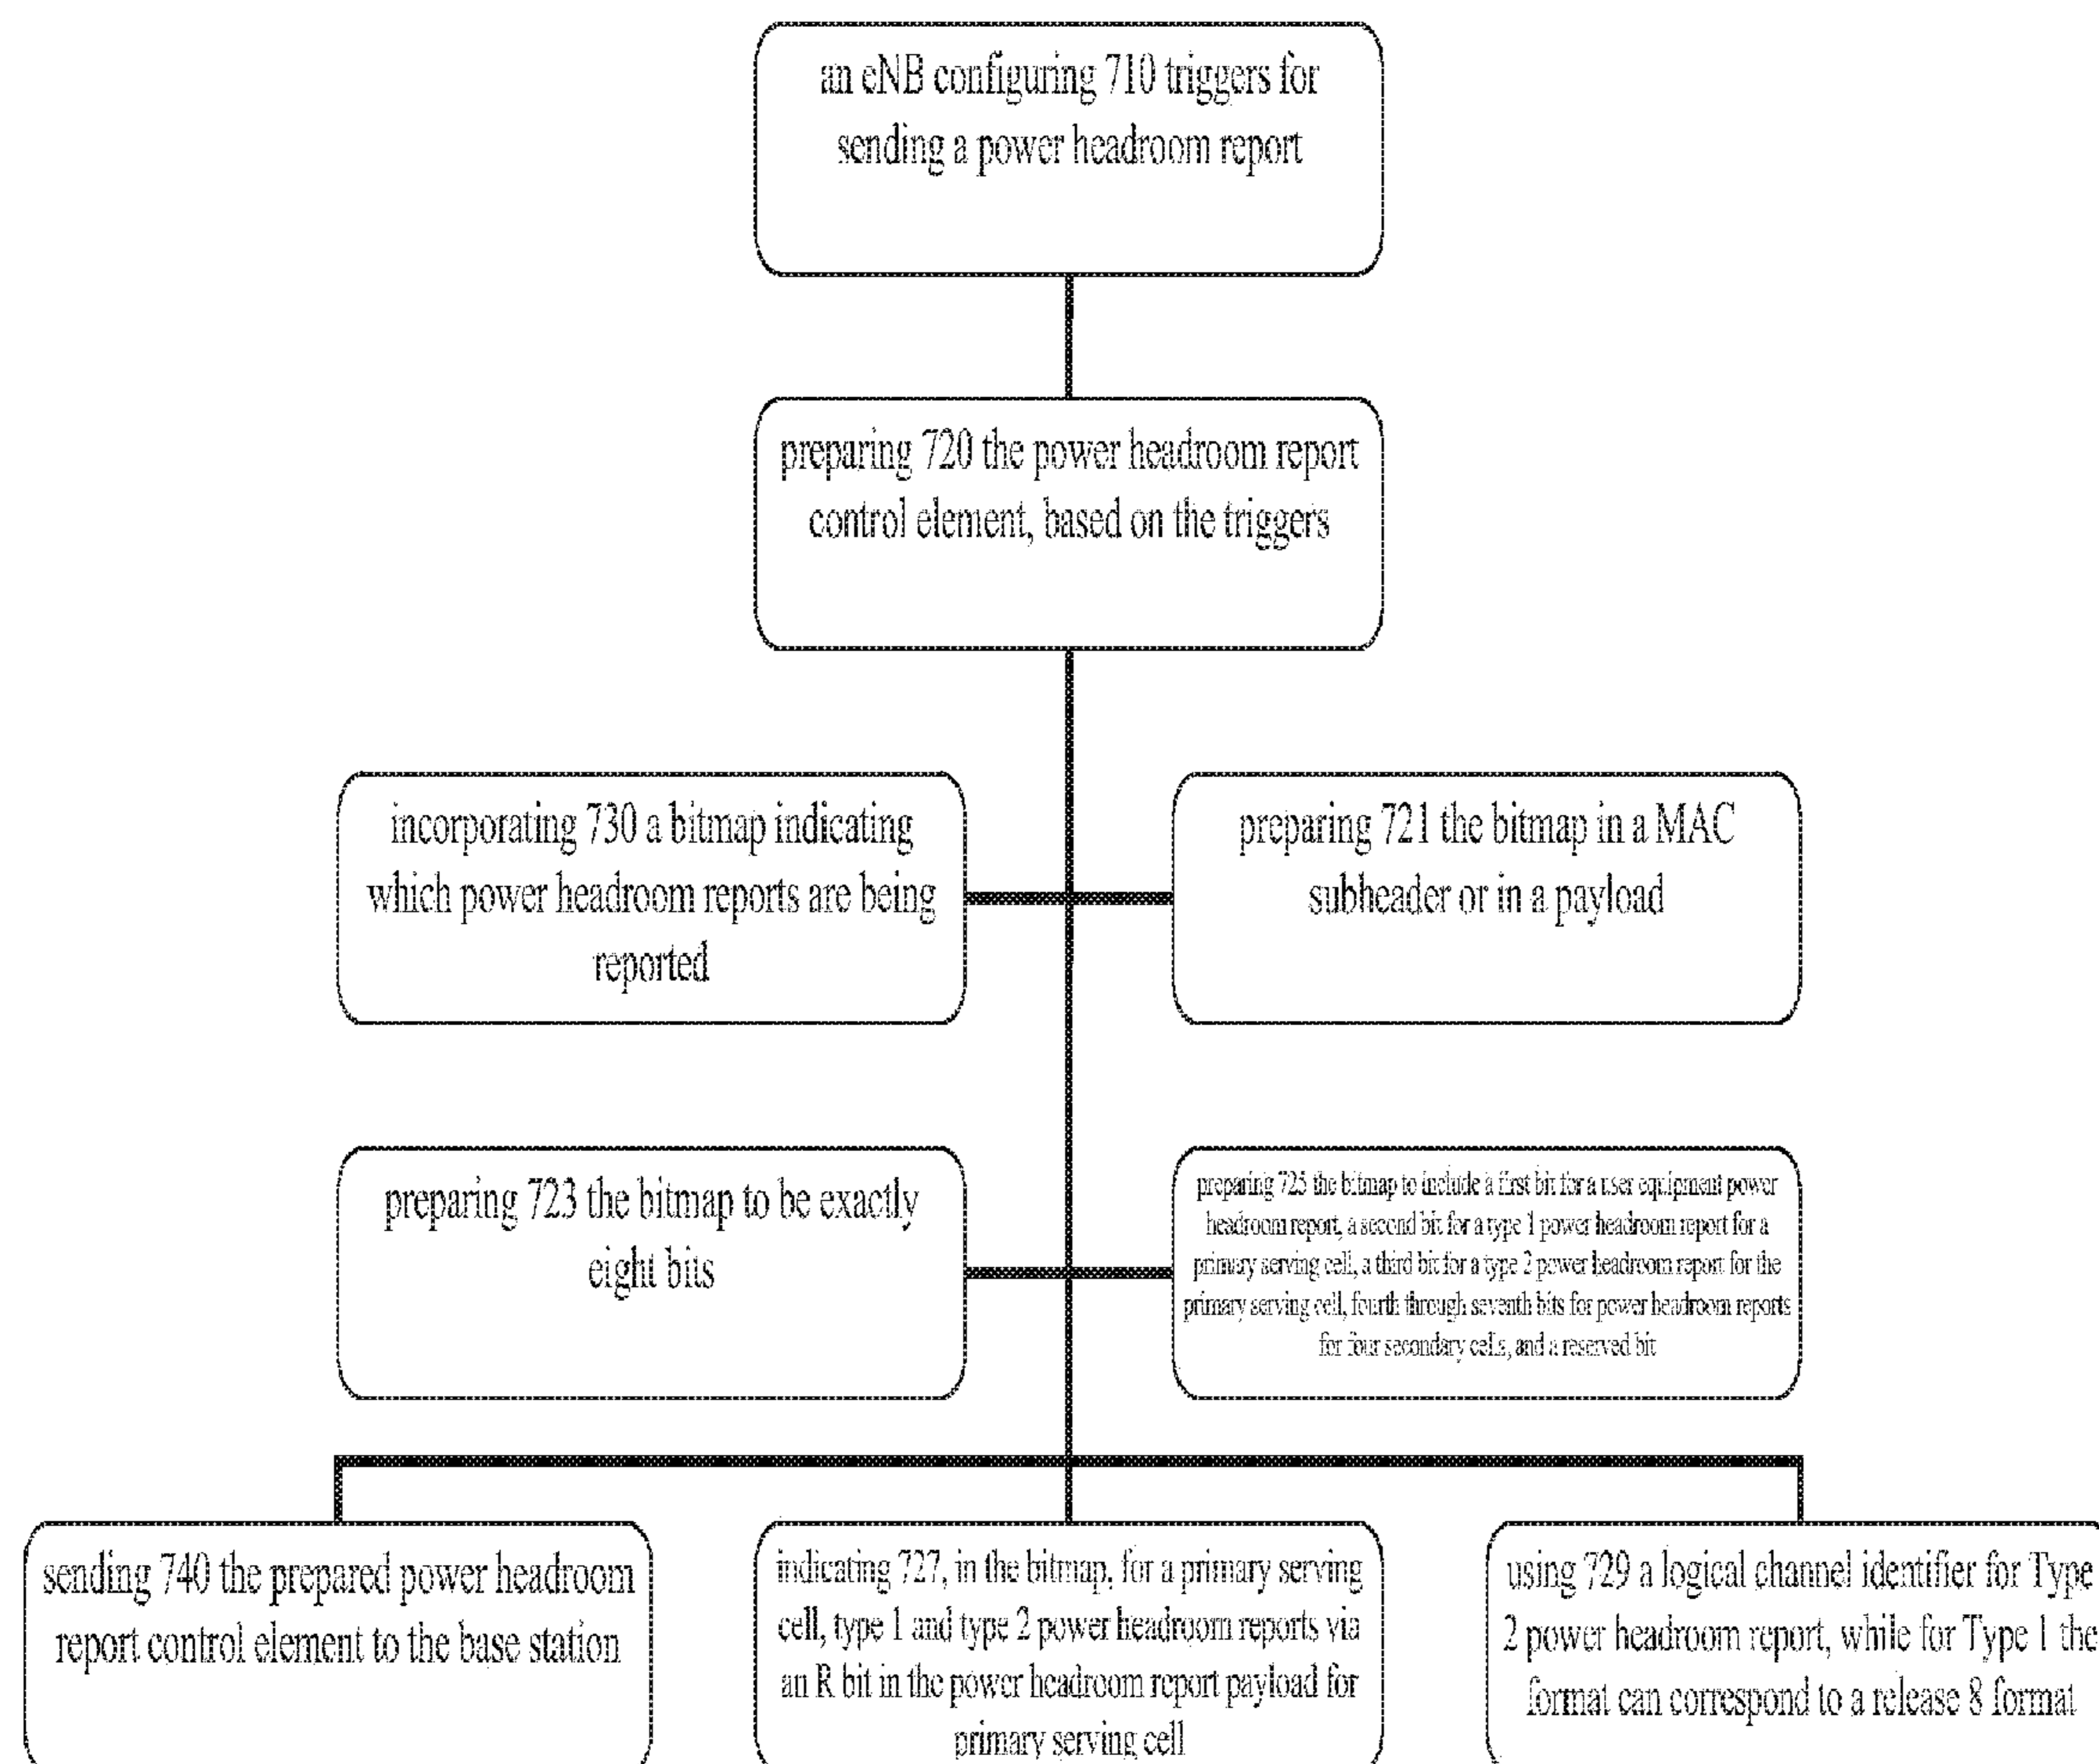 an eNB configuring 710 triggers for
sending a power headroom report
preparing 720 the power headroom report
control element, based on the triggers
incorporating 730 a bitmap indicating
which power headroom reports are being
reported
preparing 721 the bitmap in a MAC
subheader or in a payload
preparing 723 the bitmap to be exactly
eight bits
preparing 725 the bitmap to include a first bit for a user equipment power
headroom report, a second bit for a type 1 power headroom report for a
primary serving cell, a third bit for a type 2 power headroom report for the
primary serving cell, fourth through seventh bits for power headroom reports
for four secondary cells, and a reserved bit
sending 740 the prepared power headroom
report control element to the base station
indicating 727, in the bitmap, for a primary serving
cell, type 1 and type 2 power headroom reports via
an R bit in the power headroom report payload for
primary serving cell
using 729 a logical channel identifier for Type
2 power headroom report, while for Type 1 the
format can correspond to a release 8 format